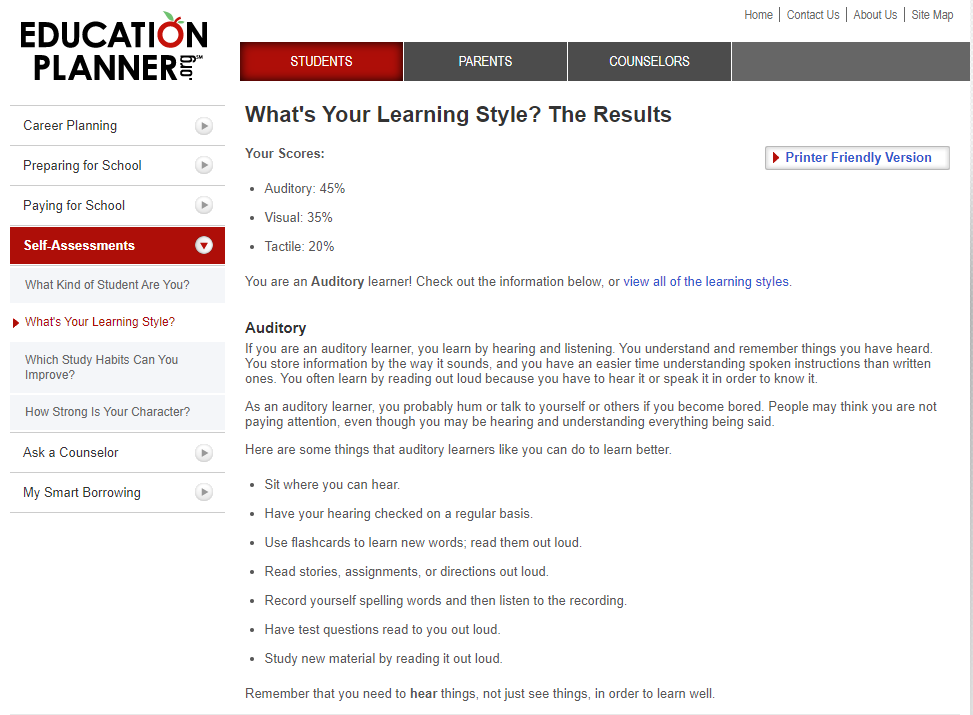 EDUCATION
PLANNER.org℠
Home
Contact Us
About Us
Site Map
STUDENTS
PARENTS
COUNSELORS
Career Planning
Preparing for School
Paying for School
Self-Assessments
What Kind of Student Are You?
What's Your Learning Style?
Which Study Habits Can You
Improve?
How Strong Is Your Character?
Ask a Counselor
My Smart Borrowing
What's Your Learning Style? The Results
Your Scores:
Printer Friendly Version
• Auditory: 45%
• Visual: 35%
• Tactile: 20%
You are an Auditory learner! Check out the information below, or view all of the learning styles.
Auditory
If you are an auditory learner, you learn by hearing and listening. You understand and remember things you have heard.
You store information by the way it sounds, and you have an easier time understanding spoken instructions than written
ones. You often learn by reading out loud because you have to hear it or speak it in order to know it.
As an auditory learner, you probably hum or talk to yourself or others if you become bored. People may think you are not
paying attention, even though you may be hearing and understanding everything being said.
Here are some things that auditory learners like you can do to learn better.
• Sit where you can hear.
• Have your hearing checked on a regular basis.
• Use flashcards to learn new words; read them out loud.
• Read stories, assignments, or directions out loud.
• Record yourself spelling words and then listen to the recording.
• Have test questions read to you out loud.
• Study new material by reading it out loud.
Remember that you need to hear things, not just see things, in order to learn well.